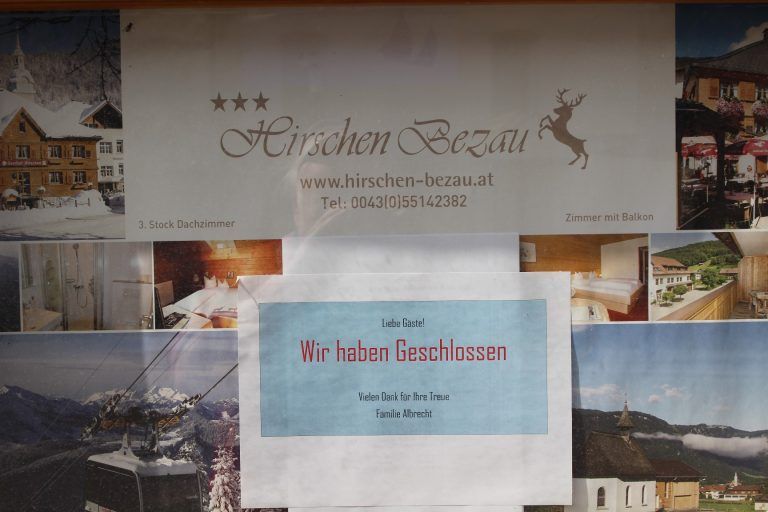 Hirschen Bezau
www.hirschen-bezau.at
Tel: 0043(0)55142382
3. Stock Dachzimmer
Zimmer mit Balkon
Liebe Gäste!
Wir haben Geschlossen
Vielen Dank für Ihre Treue
Familie Albrecht